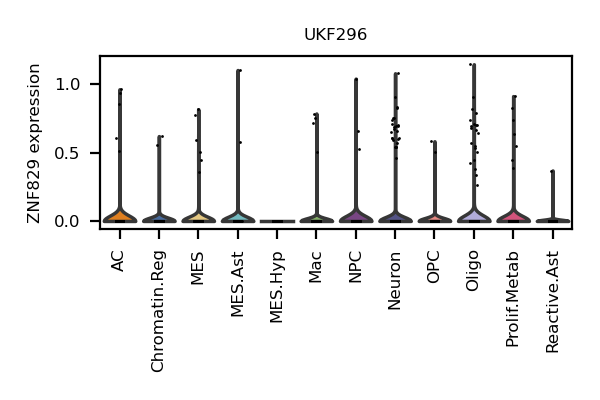 UKF296
ZNF829 expression
1.0
0.5
0.0
AC
Chromatin.Reg
MES
MES.Ast
MES.Hyp
Mac
NPC
Neuron
OPC
Oligo
Prolif.Metab
Reactive.Ast